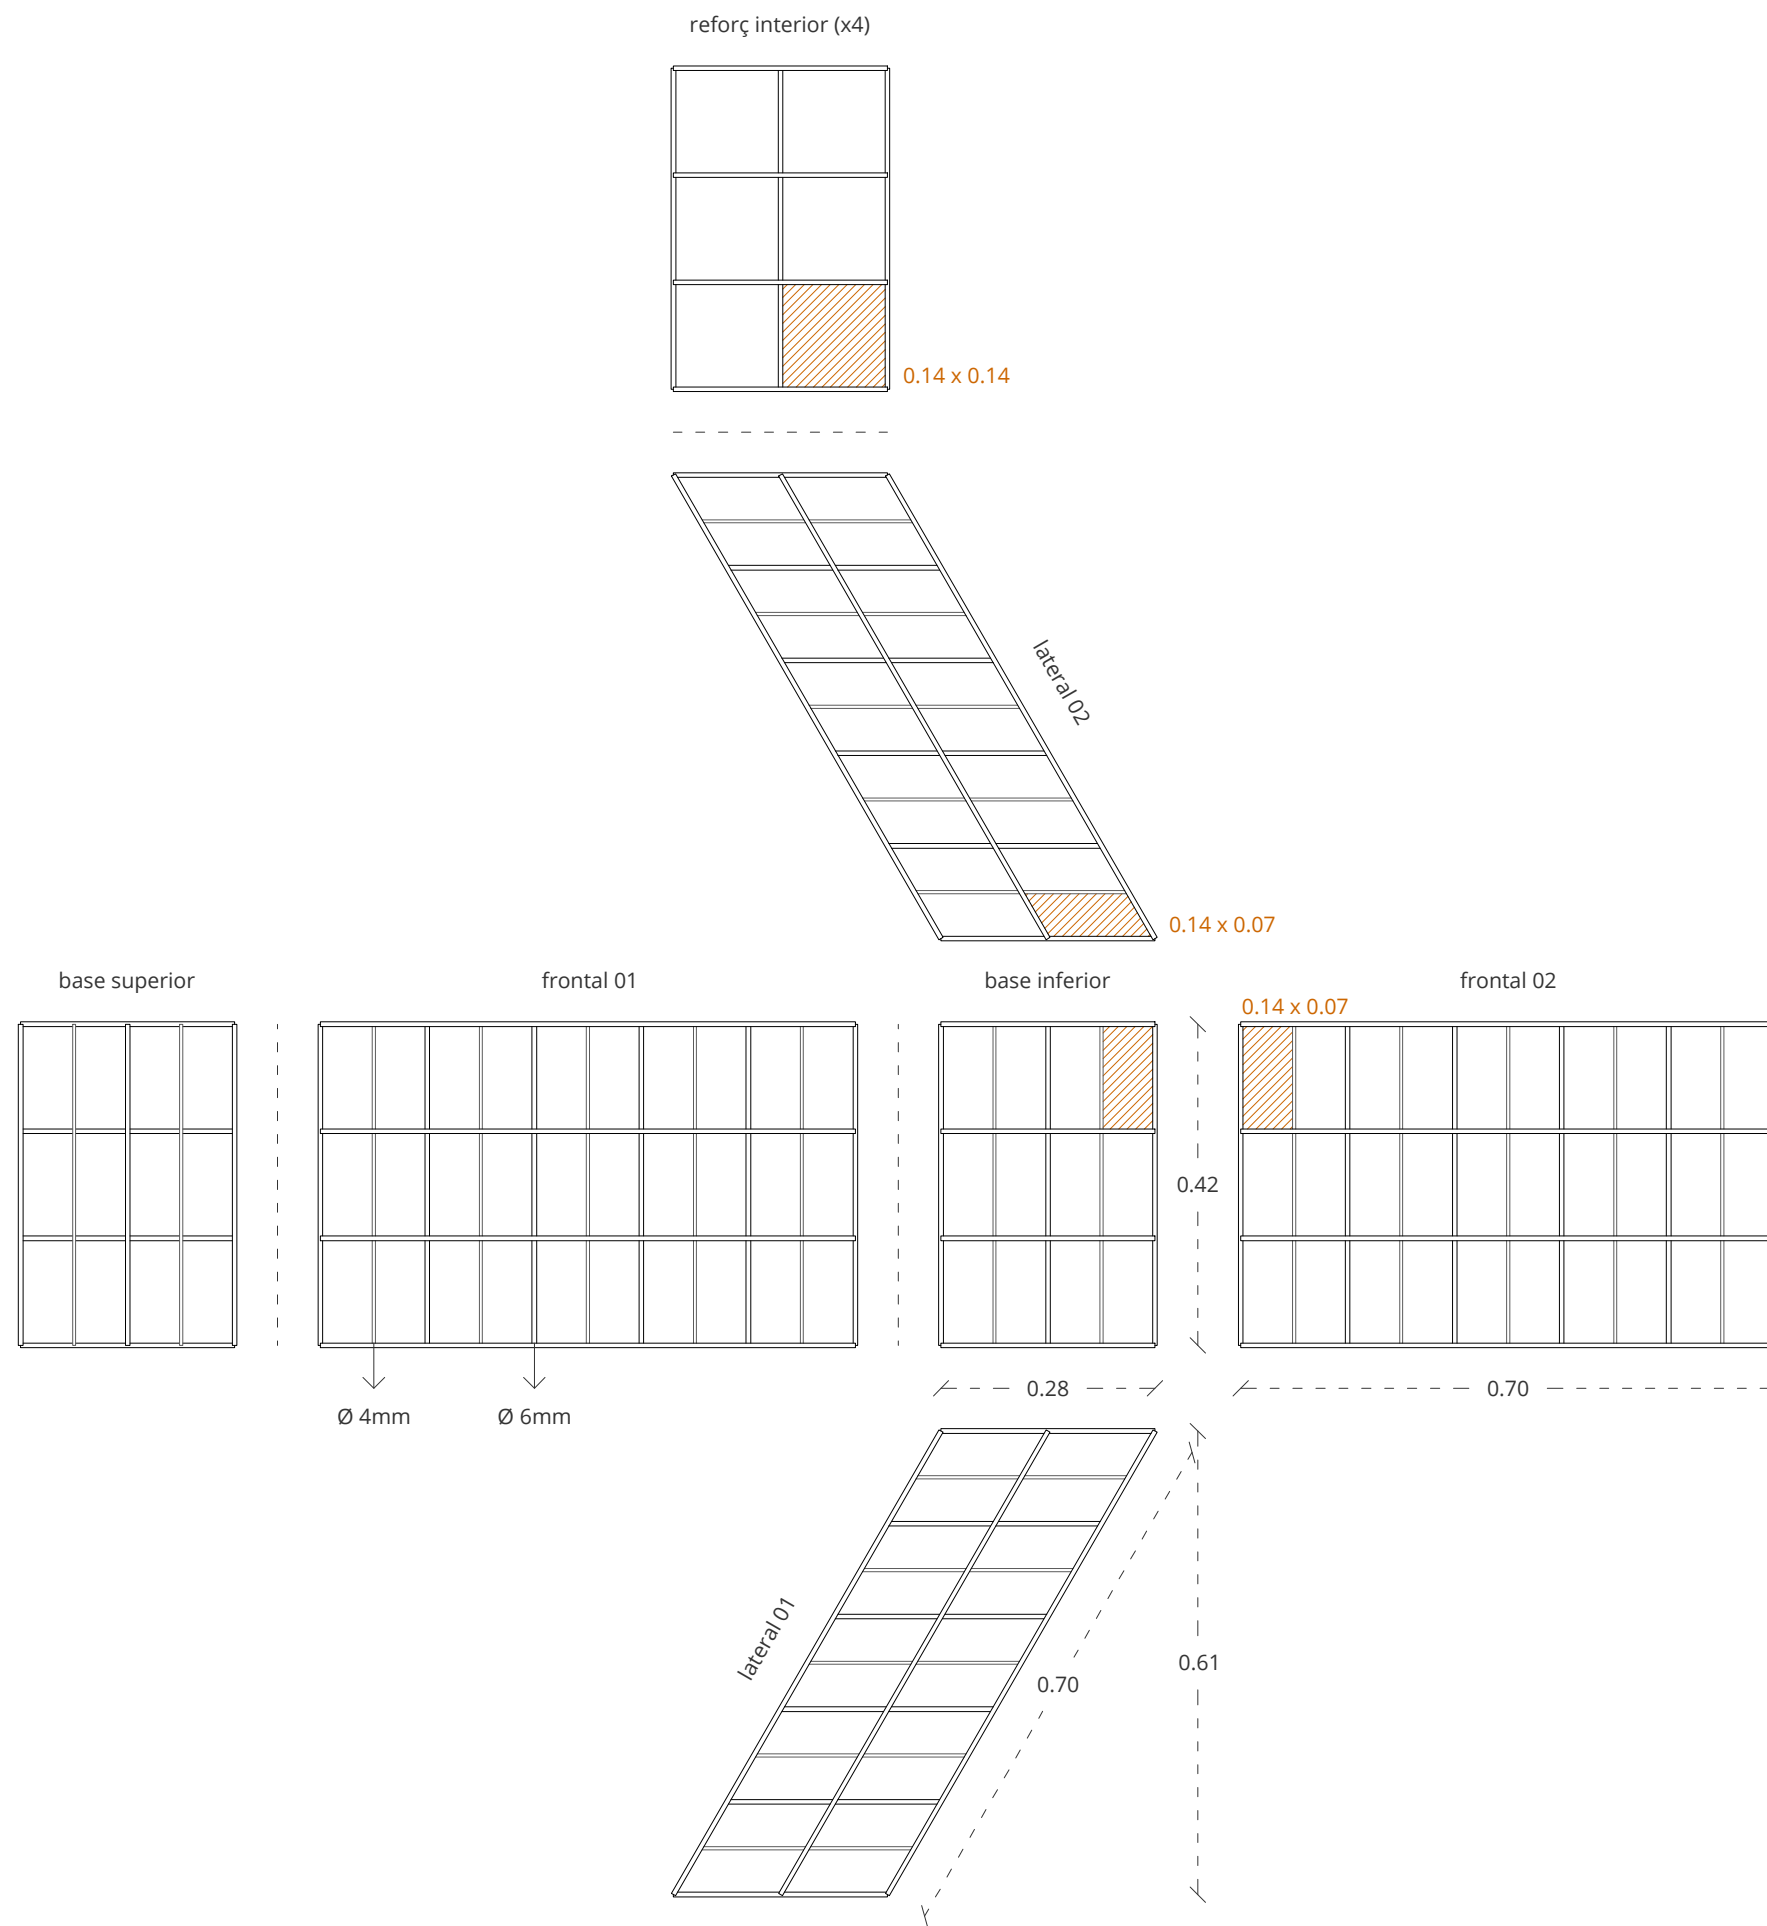 reforç interior (x4)
0.14 x 0.14
lateral 02
0.14 x 0.07
base superior
frontal 01
base inferior
frontal 02
0.14 x 0.07
0.42
0.28
0.70
Ø 4mm
Ø 6mm
lateral 01
0.70
0.61